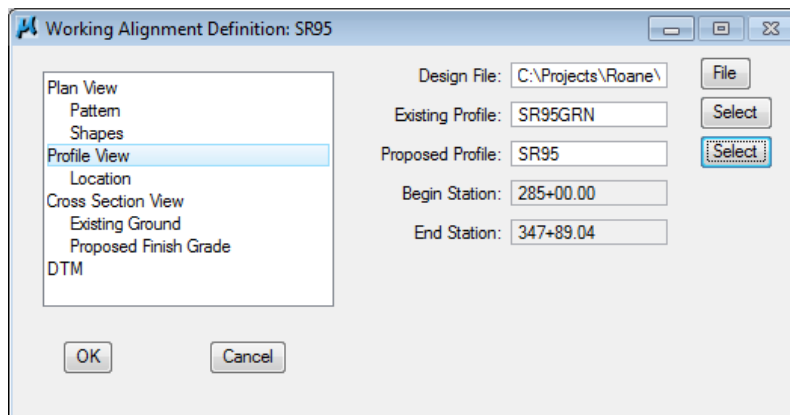 Working Alignment Definition: SR95
Plan View
Pattern
Shapes
Profile View
Location
Cross Section View
Existing Ground
Proposed Finish Grade
DTM
Design File: C:\Projects\Roane\ File
Existing Profile: SR95GRN Select
Proposed Profile: SR95 Select
Begin Station: 285+00.00
End Station: 347+89.04
OK Cancel